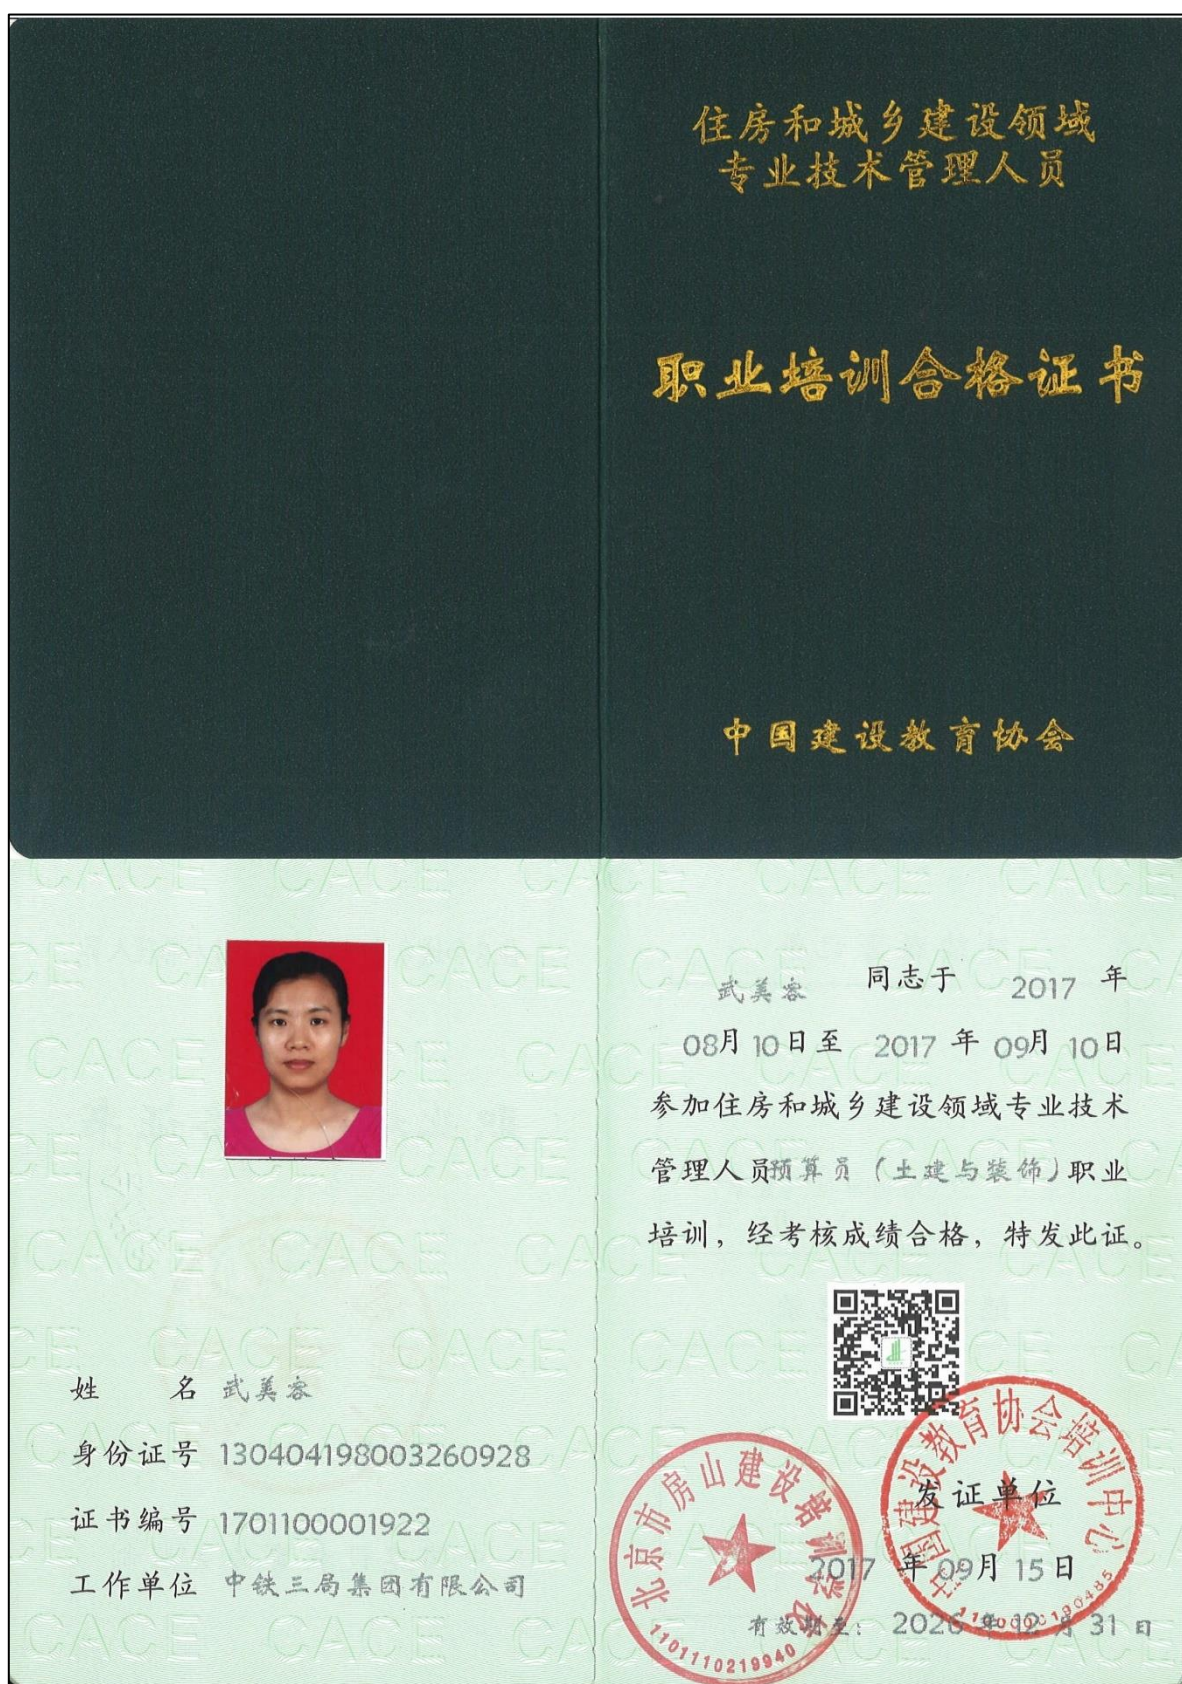 住房和城乡建设领域
专业技术管理人员
职业培训合格证书
中国建设教育协会
姓 名 武美容
身份证号 130404198003260928
证书编号 1701100001922
工作单位 中铁三局集团有限公司
武美容 同志于 2017 年
08月 10日至 2017 年 09月 10日
参加住房和城乡建设领域专业技术
管理人员预算员（土建与装饰）职业
培训，经考核成绩合格，特发此证。
北京市房山建设培训学校
1101110219940
中国建设教育协会培训中心
1100000190485
发证单位
2017 年 09月 15日
有效期至： 2026 年 12 月 31 日
CACE